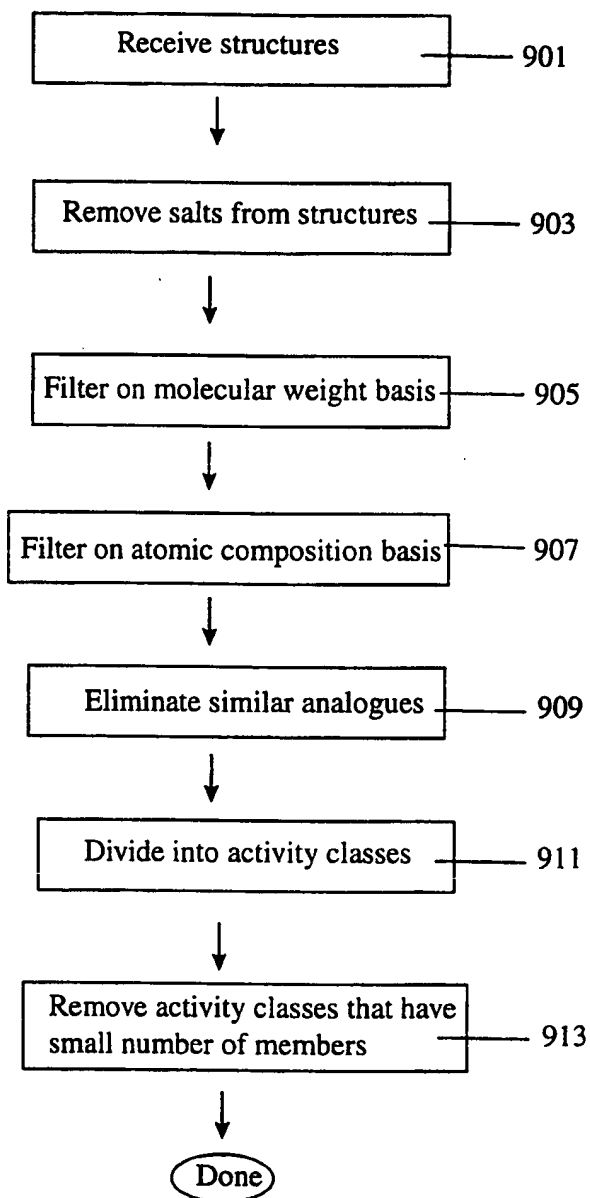 Receive structures
901
Remove salts from structures
903
Filter on molecular weight basis
905
Filter on atomic composition basis
907
Eliminate similar analogues
909
Divide into activity classes
911
Remove activity classes that have
small number of members
913
Done